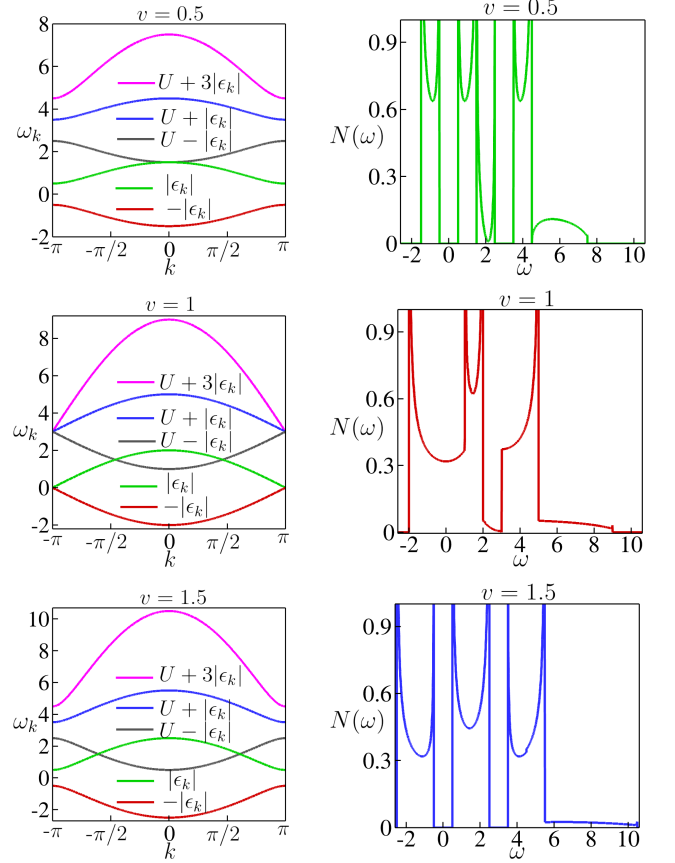 v = 0.5
8
6
4
2
0
-2
ω_k
U + 3|ϵ_k|
U + |ϵ_k|
U − |ϵ_k|
|ϵ_k|
−|ϵ_k|
-π -π/2 0 π/2 π
k
v = 0.5
0.9
0.6
0.3
0
N(ω)
-2 0 2 4 6 8 10
ω
v = 1
8
6
4
2
0
-2
ω_k
U + 3|ϵ_k|
U + |ϵ_k|
U − |ϵ_k|
|ϵ_k|
−|ϵ_k|
-π -π/2 0 π/2 π
k
v = 1
0.9
0.6
0.3
0
N(ω)
-2 0 2 4 6 8 10
ω
v = 1.5
10
8
6
4
2
0
-2
ω_k
U + 3|ϵ_k|
U + |ϵ_k|
U − |ϵ_k|
|ϵ_k|
−|ϵ_k|
-π -π/2 0 π/2 π
k
v = 1.5
0.9
0.6
0.3
0
N(ω)
-2 0 2 4 6 8 10
ω